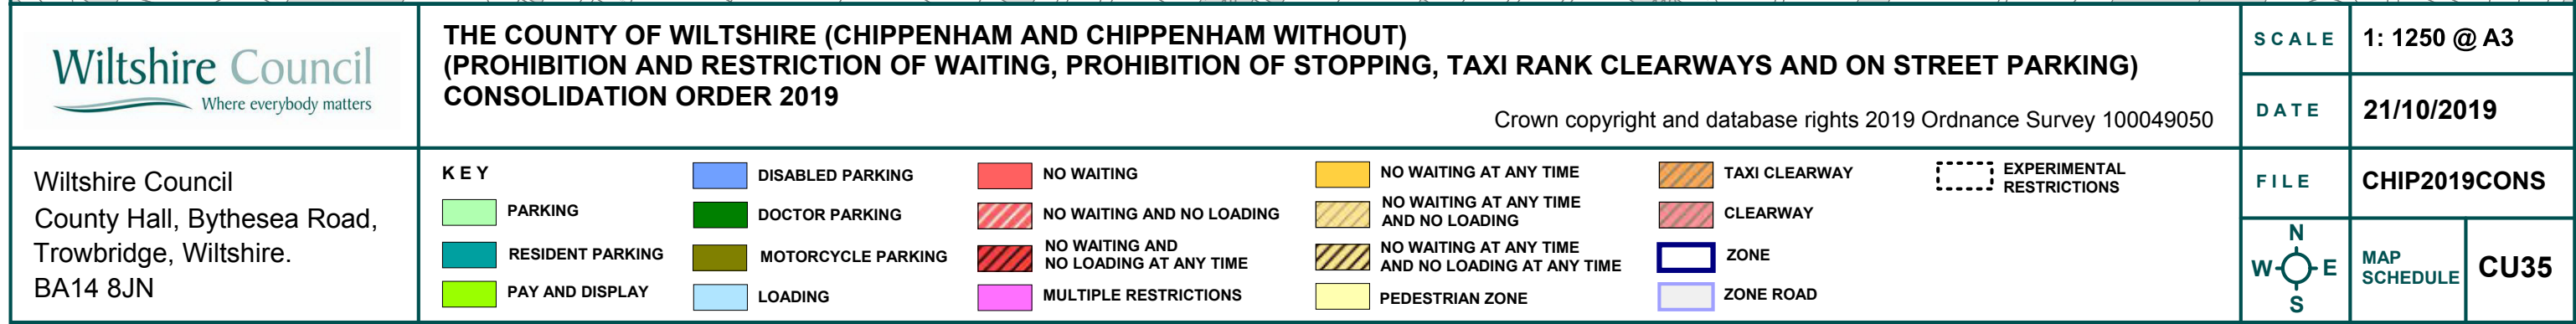 Wiltshire Council
Where everybody matters
THE COUNTY OF WILTSHIRE (CHIPPENHAM AND CHIPPENHAM WITHOUT)
(PROHIBITION AND RESTRICTION OF WAITING, PROHIBITION OF STOPPING, TAXI RANK CLEARWAYS AND ON STREET PARKING)
CONSOLIDATION ORDER 2019
Crown copyright and database rights 2019 Ordnance Survey 100049050
SCALE
1: 1250 @ A3
DATE
21/10/2019
Wiltshire Council
County Hall, Bythesea Road,
Trowbridge, Wiltshire.
BA14 8JN
KEY
PARKING
RESIDENT PARKING
PAY AND DISPLAY
DISABLED PARKING
DOCTOR PARKING
MOTORCYCLE PARKING
LOADING
NO WAITING
NO WAITING AND NO LOADING
NO WAITING AND
NO LOADING AT ANY TIME
MULTIPLE RESTRICTIONS
NO WAITING AT ANY TIME
NO WAITING AT ANY TIME
AND NO LOADING
NO WAITING AT ANY TIME
AND NO LOADING AT ANY TIME
PEDESTRIAN ZONE
TAXI CLEARWAY
CLEARWAY
ZONE
ZONE ROAD
EXPERIMENTAL
RESTRICTIONS
FILE
CHIP2019CONS
N
W E
S
MAP
SCHEDULE
CU35